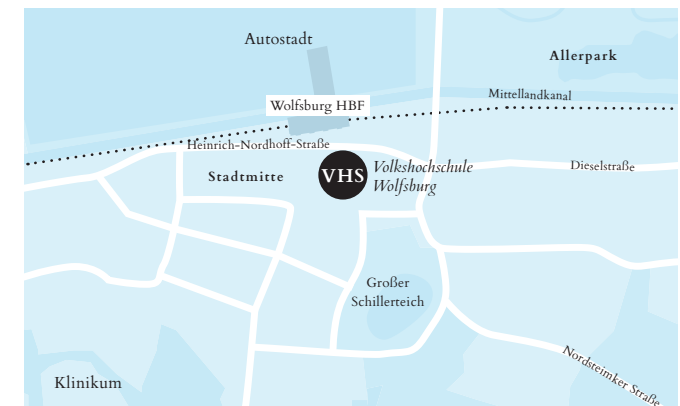 Autostadt
Allerpark
Mittellandkanal
Wolfsburg HBF
Heinrich-Nordhoff-Straße
Stadtmitte
VHS
Volkshochschule
Wolfsburg
Dieselstraße
Großer
Schillerteich
Nordsteimker Straße
Klinikum